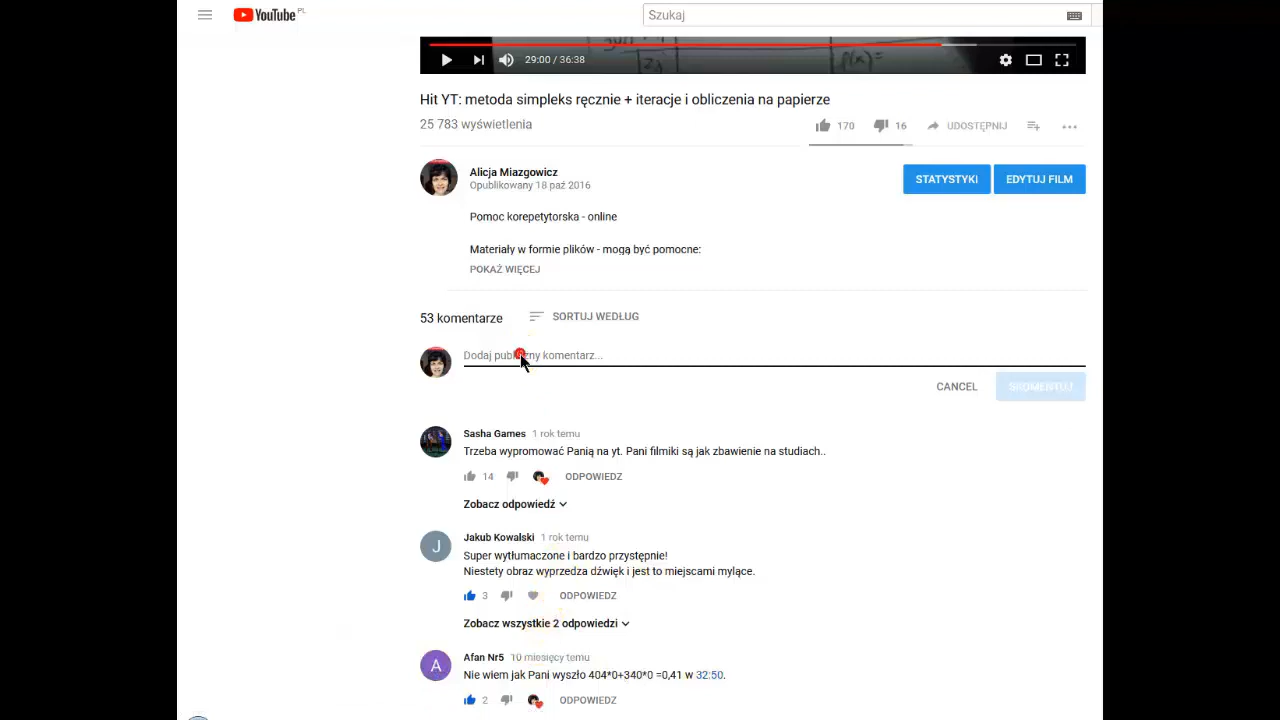 YouTube PL
Szukaj
29:00 / 36:38
Hit YT: metoda simpleks ręcznie + iteracje i obliczenia na papierze
25 783 wyświetlenia
170
16
UDOSTĘPNIJ
Alicja Miazgowicz
Opublikowany 18 paź 2016
STATYSTYKI
EDYTUJ FILM
Pomoc korepetytorska - online
Materiały w formie plików - mogą być pomocne:
POKAŻ WIĘCEJ
53 komentarze
SORTUJ WEDŁUG
Dodaj publiczny komentarz...
CANCEL
SKOMENTUJ
Sasha Games 1 rok temu
Trzeba wypromować Panią na yt. Pani filmiki są jak zbawienie na studiach..
14
ODPOWIEDZ
Zobacz odpowiedź
J
Jakub Kowalski 1 rok temu
Super wytłumaczone i bardzo przystępnie!
Niestety obraz wyprzedza dźwięk i jest to miejscami mylące.
3
ODPOWIEDZ
Zobacz wszystkie 2 odpowiedzi
A
Afan Nr5 10 miesięcy temu
Nie wiem jak Pani wyszło 404*0+340*0 =0,41 w 32:50.
2
ODPOWIEDZ